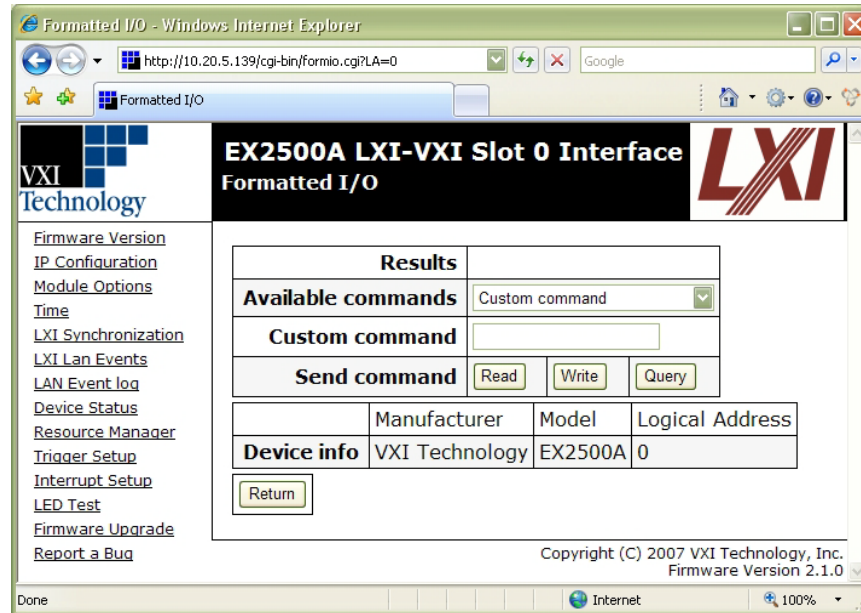 Formatted I/O - Windows Internet Explorer
http://10.20.5.139/cgi-bin/formio.cgi?LA=0
Google
Formatted I/O
VXI
Technology
EX2500A LXI-VXI Slot 0 Interface
Formatted I/O
LXI
Firmware Version
IP Configuration
Module Options
Time
LXI Synchronization
LXI Lan Events
LAN Event log
Device Status
Resource Manager
Trigger Setup
Interrupt Setup
LED Test
Firmware Upgrade
Report a Bug
Results
Available commands Custom command
Custom command
Send command Read Write Query
Manufacturer Model Logical Address
Device info VXI Technology EX2500A 0
Return
Copyright (C) 2007 VXI Technology, Inc.
Firmware Version 2.1.0
Done Internet 100%